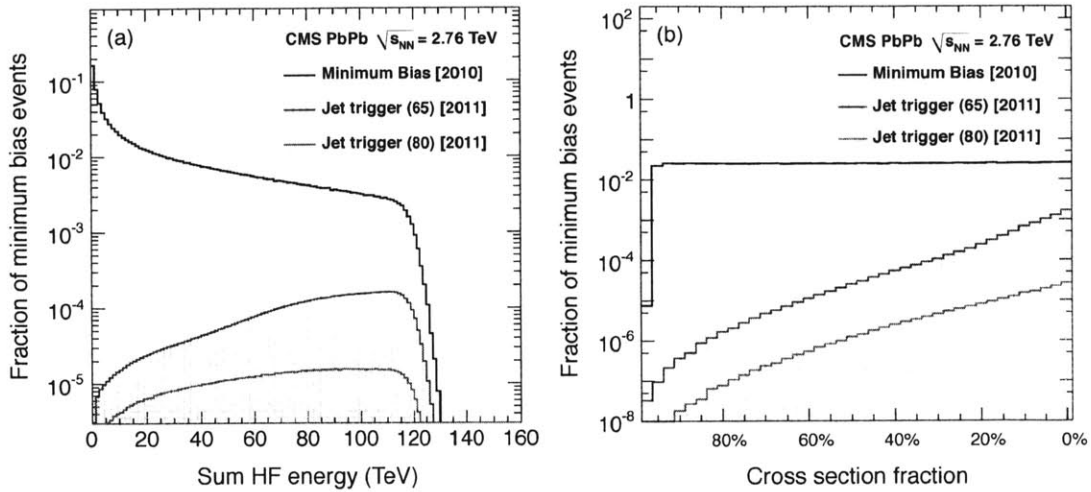 (a)
CMS PbPb √s_NN = 2.76 TeV
Minimum Bias [2010]
Jet trigger (65) [2011]
Jet trigger (80) [2011]
Fraction of minimum bias events
10^-1
10^-2
10^-3
10^-4
10^-5
0 20 40 60 80 100 120 140 160
Sum HF energy (TeV)
(b)
CMS PbPb √s_NN = 2.76 TeV
Minimum Bias [2010]
Jet trigger (65) [2011]
Jet trigger (80) [2011]
Fraction of minimum bias events
10^2
1
10^-2
10^-4
10^-6
10^-8
80% 60% 40% 20% 0%
Cross section fraction